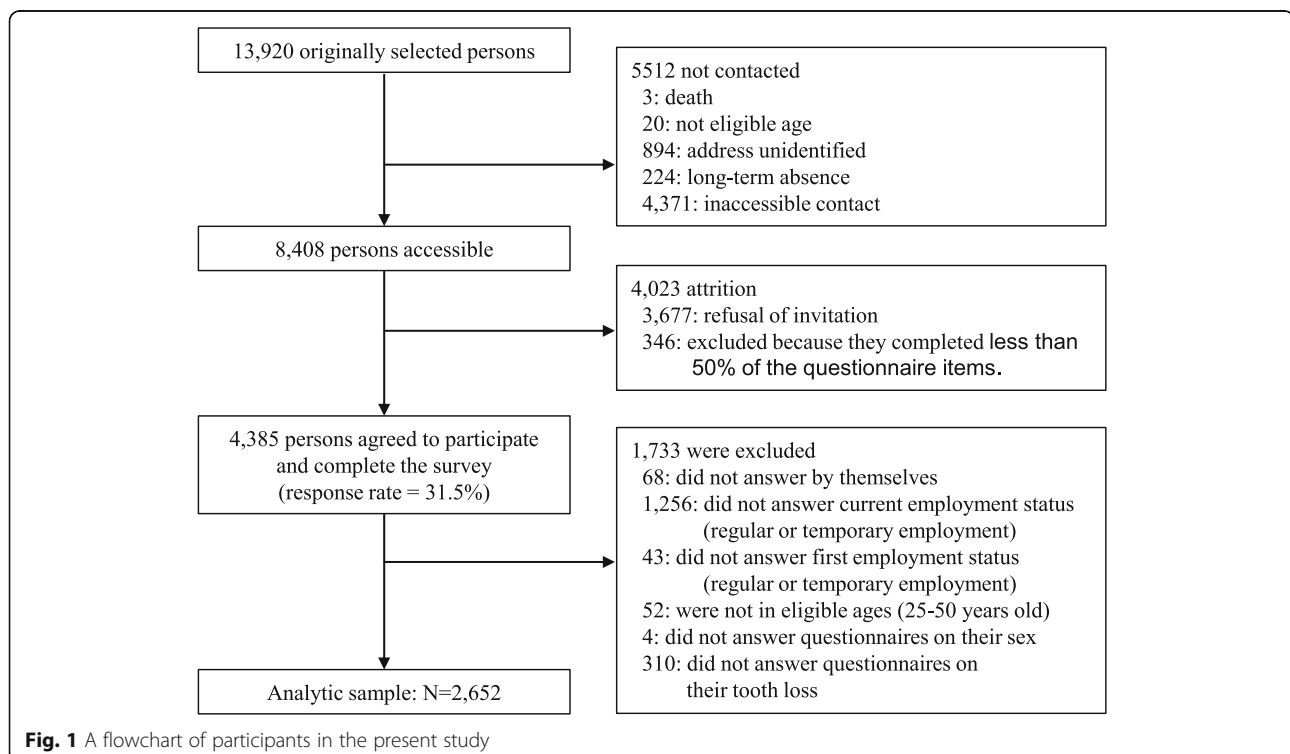 13,920 originally selected persons
5512 not contacted
3: death
20: not eligible age
894: address unidentified
224: long-term absence
4,371: inaccessible contact
8,408 persons accessible
4,023 attrition
3,677: refusal of invitation
346: excluded because they completed less than
50% of the questionnaire items.
4,385 persons agreed to participate
and complete the survey
(response rate = 31.5%)
1,733 were excluded
68: did not answer by themselves
1,256: did not answer current employment status
(regular or temporary employment)
43: did not answer first employment status
(regular or temporary employment)
52: were not in eligible ages (25-50 years old)
4: did not answer questionnaires on their sex
310: did not answer questionnaires on
their tooth loss
Analytic sample: N=2,652
Fig. 1 A flowchart of participants in the present study